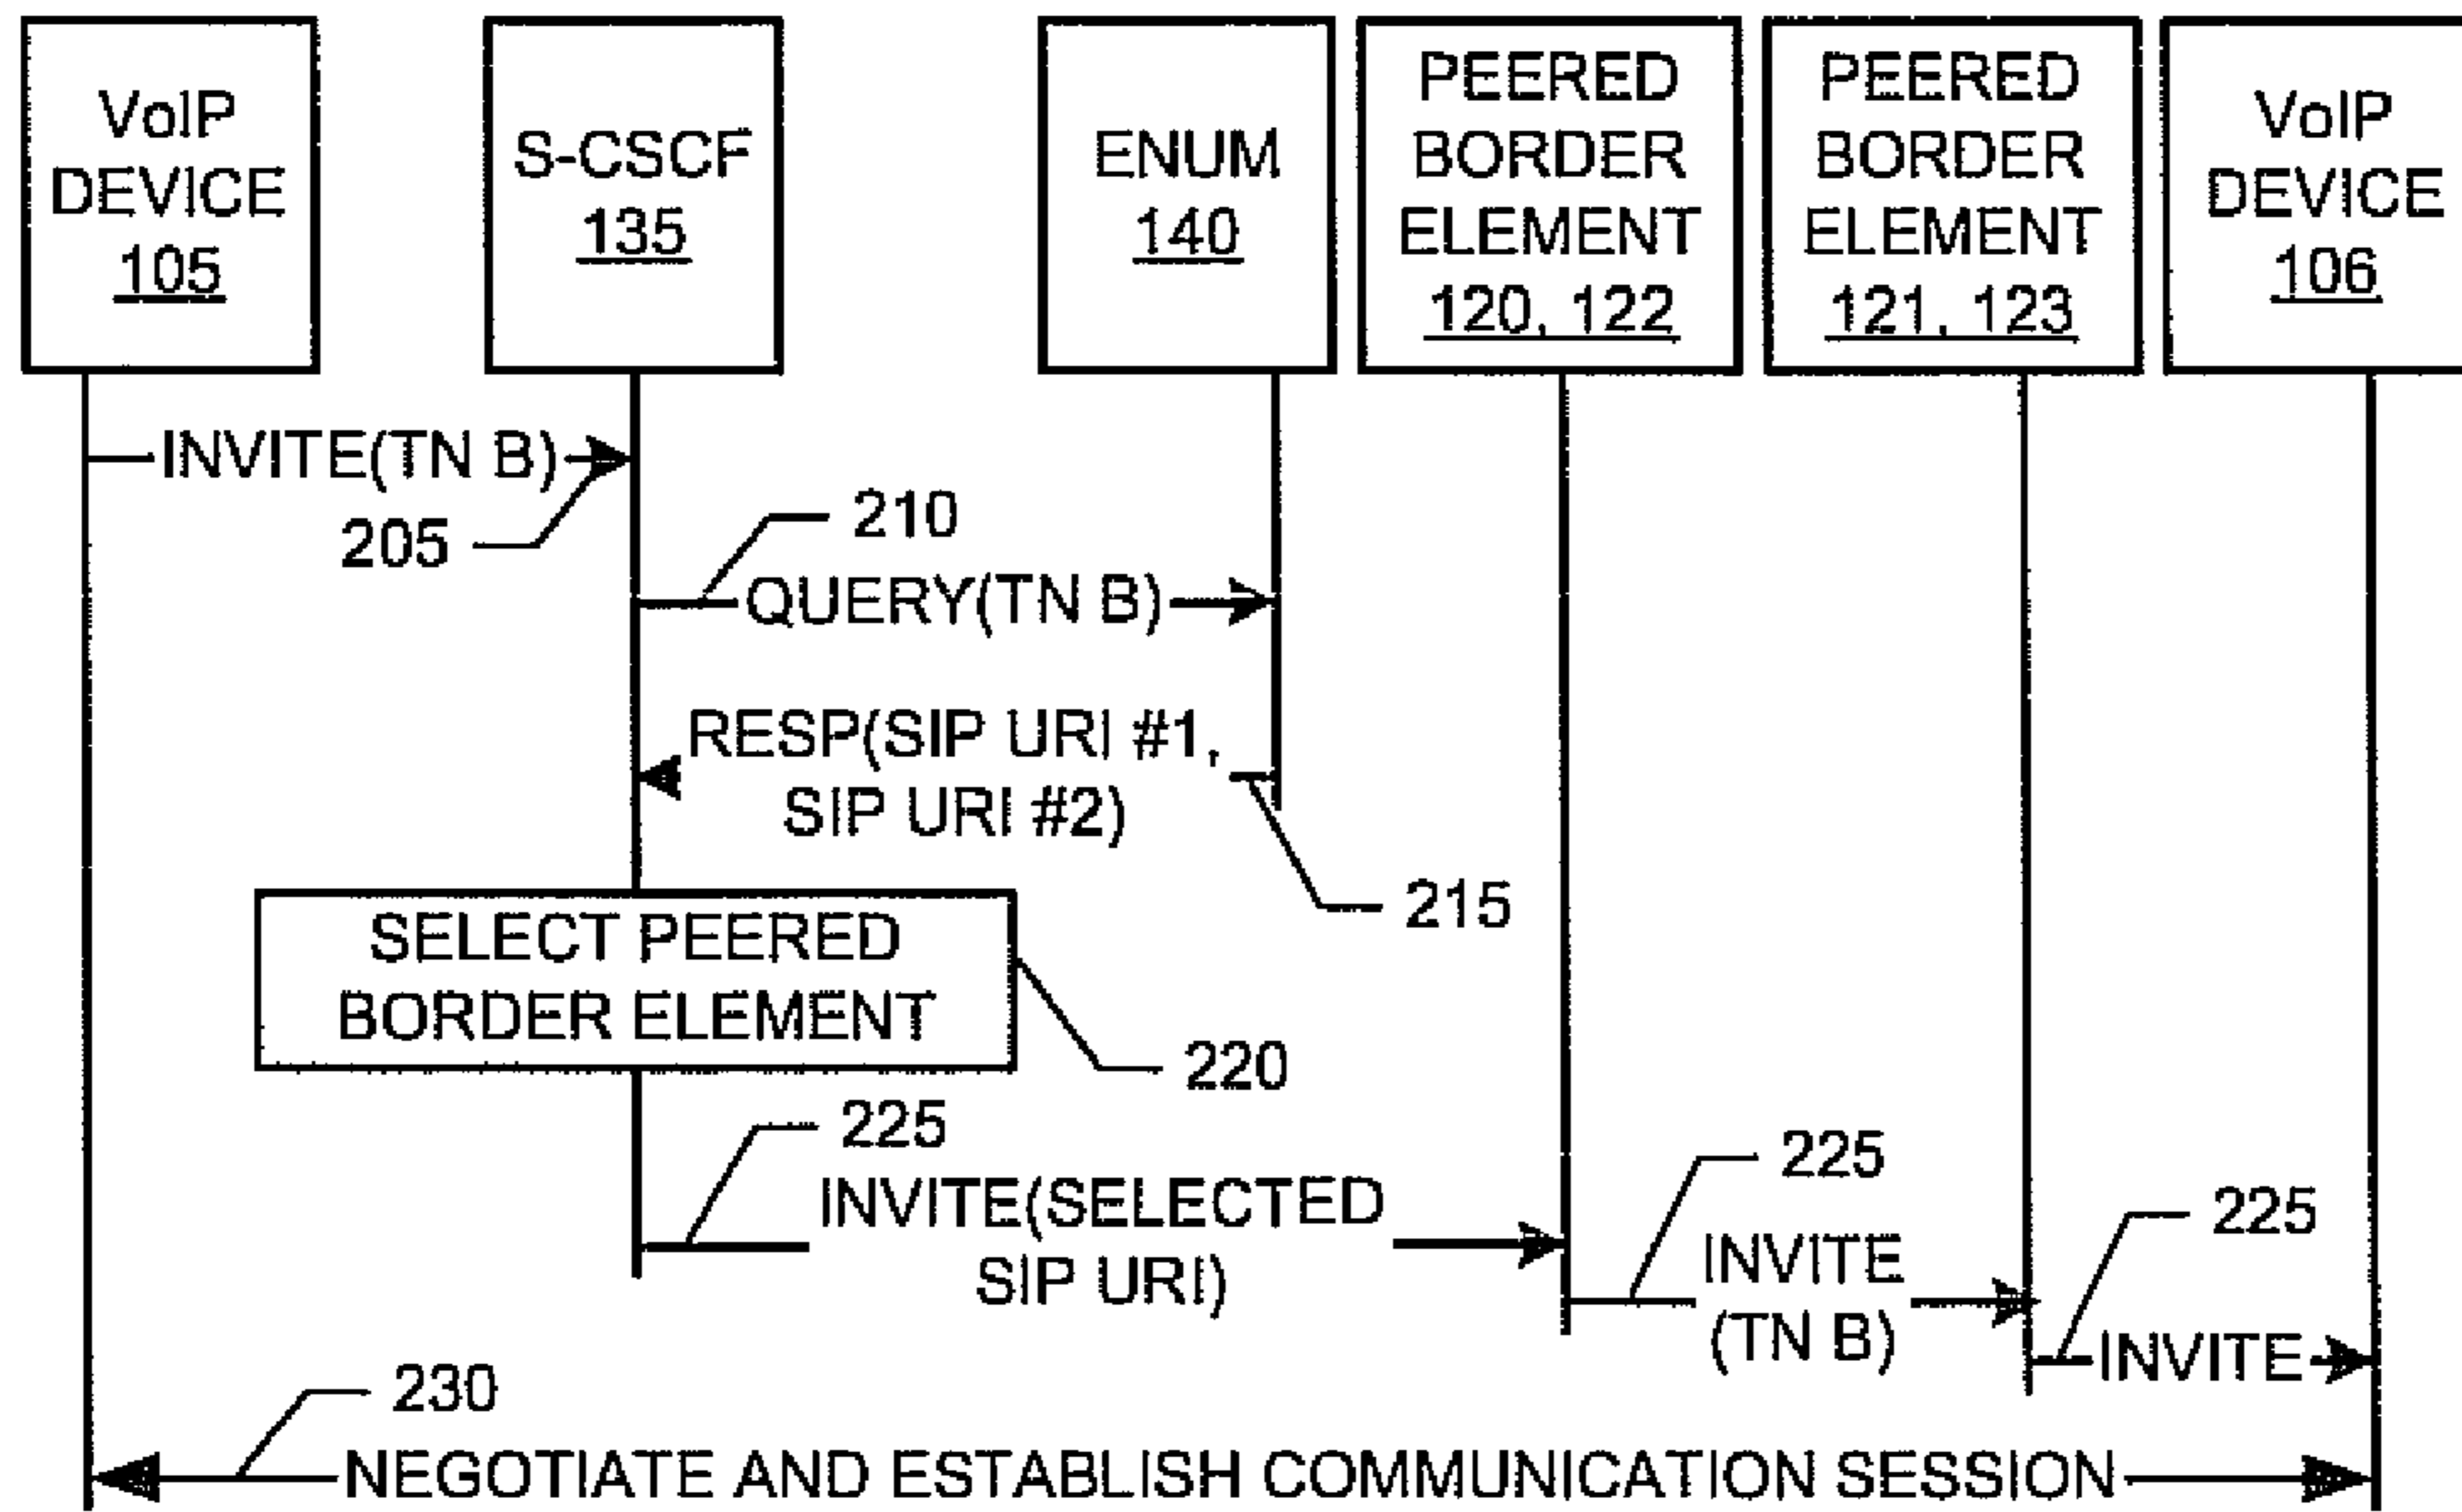 VoIP
DEVICE
105
S-CSCF
135
ENUM
140
PEERED
BORDER
ELEMENT
120, 122
PEERED
BORDER
ELEMENT
121, 123
VoIP
DEVICE
106
INVITE(TN B)
205
210
QUERY(TN B)
RESP(SIP URI #1,
SIP URI #2)
215
SELECT PEERED
BORDER ELEMENT
220
225
INVITE(SELECTED
SIP URI)
225
INVITE
(TN B)
225
INVITE
230
NEGOTIATE AND ESTABLISH COMMUNICATION SESSION